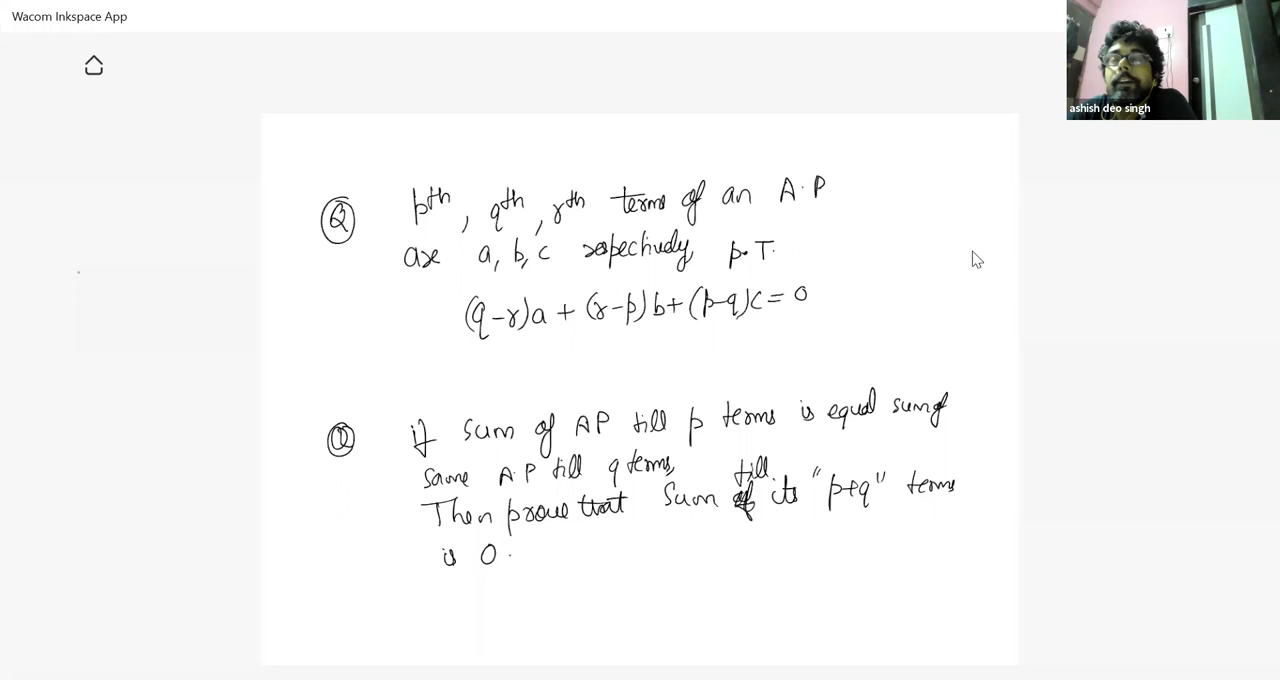 Wacom Inkspace App
ashish deo singh
Q pth, qth, rth terms of an A.P
are a, b, c respectively p.T.
(q-r)a + (r-p)b + (p-q)c = 0
Q if sum of AP till p terms is equal sum of
same A.P till q terms,
Then prove that sum till its "p+q" terms
is 0.